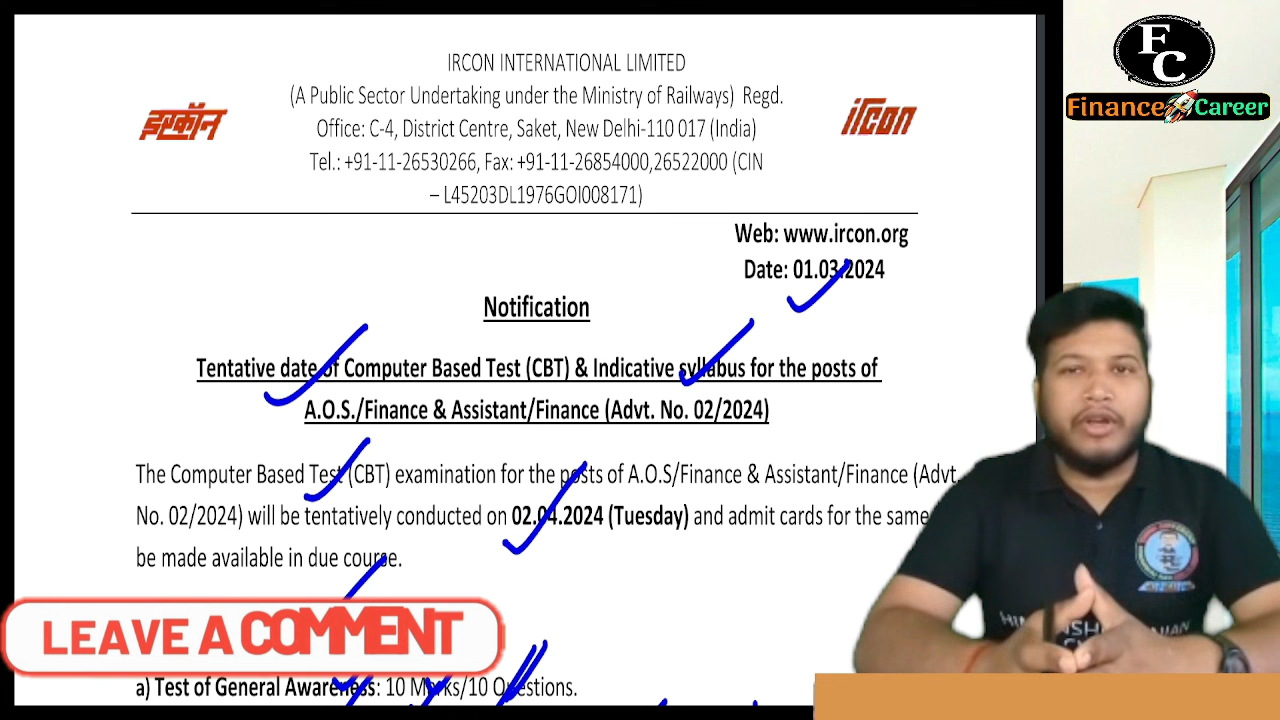 IRCON INTERNATIONAL LIMITED
(A Public Sector Undertaking under the Ministry of Railways) Regd.
Office: C-4, District Centre, Saket, New Delhi-110 017 (India)
Tel.: +91-11-26530266, Fax: +91-11-26854000,26522000 (CIN
– L45203DL1976GOI008171)
इरकॉन
ircon
FC
Finance Career
Web: www.ircon.org
Date: 01.03.2024
Notification
Tentative date of Computer Based Test (CBT) & Indicative syllabus for the posts of
A.O.S./Finance & Assistant/Finance (Advt. No. 02/2024)
The Computer Based Test (CBT) examination for the posts of A.O.S/Finance & Assistant/Finance (Advt.
No. 02/2024) will be tentatively conducted on 02.04.2024 (Tuesday) and admit cards for the same
be made available in due course.
LEAVE A COMMENT
a) Test of General Awareness: 10 Marks/10 Questions.